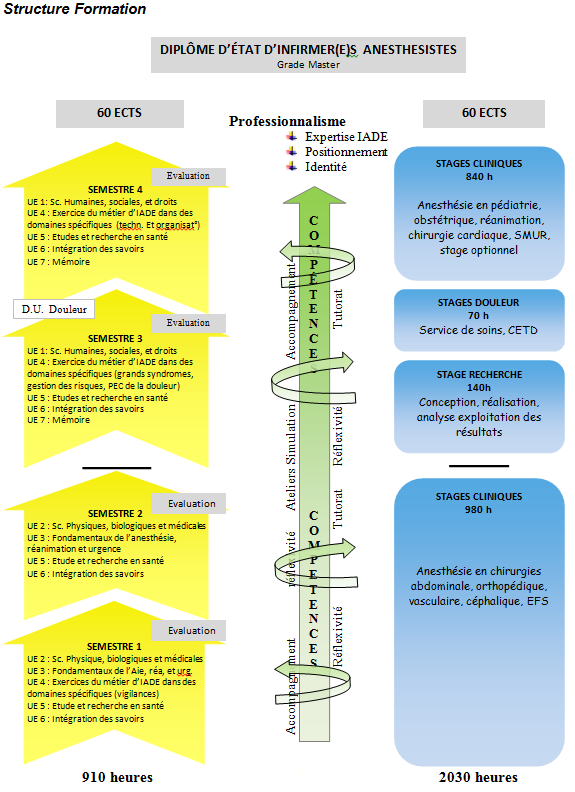 Structure Formation
DIPLÔME D’ÉTAT D’INFIRMER(E)S ANESTHESISTES
Grade Master
60 ECTS
Evaluation
SEMESTRE 4
UE 1: Sc. Humaines, sociales, et droits
UE 4 : Exercice du métier d’IADE dans des
domaines spécifiques (techn. Et organisat°)
UE 5 : Etudes et recherche en santé
UE 6 : Intégration des savoirs
UE 7 : Mémoire
D.U. Douleur
Evaluation
SEMESTRE 3
UE 1: Sc. Humaines, sociales, et droits
UE 4 : Exercice du métier d’IADE dans des
domaines spécifiques (grands syndromes,
gestion des risques, PEC de la douleur)
UE 5 : Etudes et recherche en santé
UE 6 : Intégration des savoirs
UE 7 : Mémoire
Evaluation
SEMESTRE 2
UE 2 : Sc. Physiques, biologiques et médicales
UE 3 : Fondamentaux de l’anesthésie,
réanimation et urgence
UE 5 : Etude et recherche en santé
UE 6 : Intégration des savoirs
Evaluation
SEMESTRE 1
UE 2 : Sc. Physique, biologiques et médicales
UE 3 : Fondamentaux de l’Aie, réa, et urg.
UE 4 : Exercices du métier d’IADE dans des
domaines spécifiques (vigilances)
UE 5 : Etude et recherche en santé
UE 6 : Intégration des savoirs
910 heures
Professionnalisme
Expertise IADE
Positionnement
Identité
COMPÉTENCES
Accompagnement
Tutorat
Ateliers Simulation
Réflexivité
COMPETENCES
réflexivité
Tutorat
Accompagnement
Réflexivité
60 ECTS
STAGES CLINIQUES
840 h
Anesthésie en pédiatrie,
obstétrique, réanimation,
chirurgie cardiaque, SMUR,
stage optionnel
STAGES DOULEUR
70 h
Service de soins, CETD
STAGE RECHERCHE
140h
Conception, réalisation,
analyse exploitation des
résultats
STAGES CLINIQUES
980 h
Anesthésie en chirurgies
abdominale, orthopédique,
vasculaire, céphalique, EFS
2030 heures